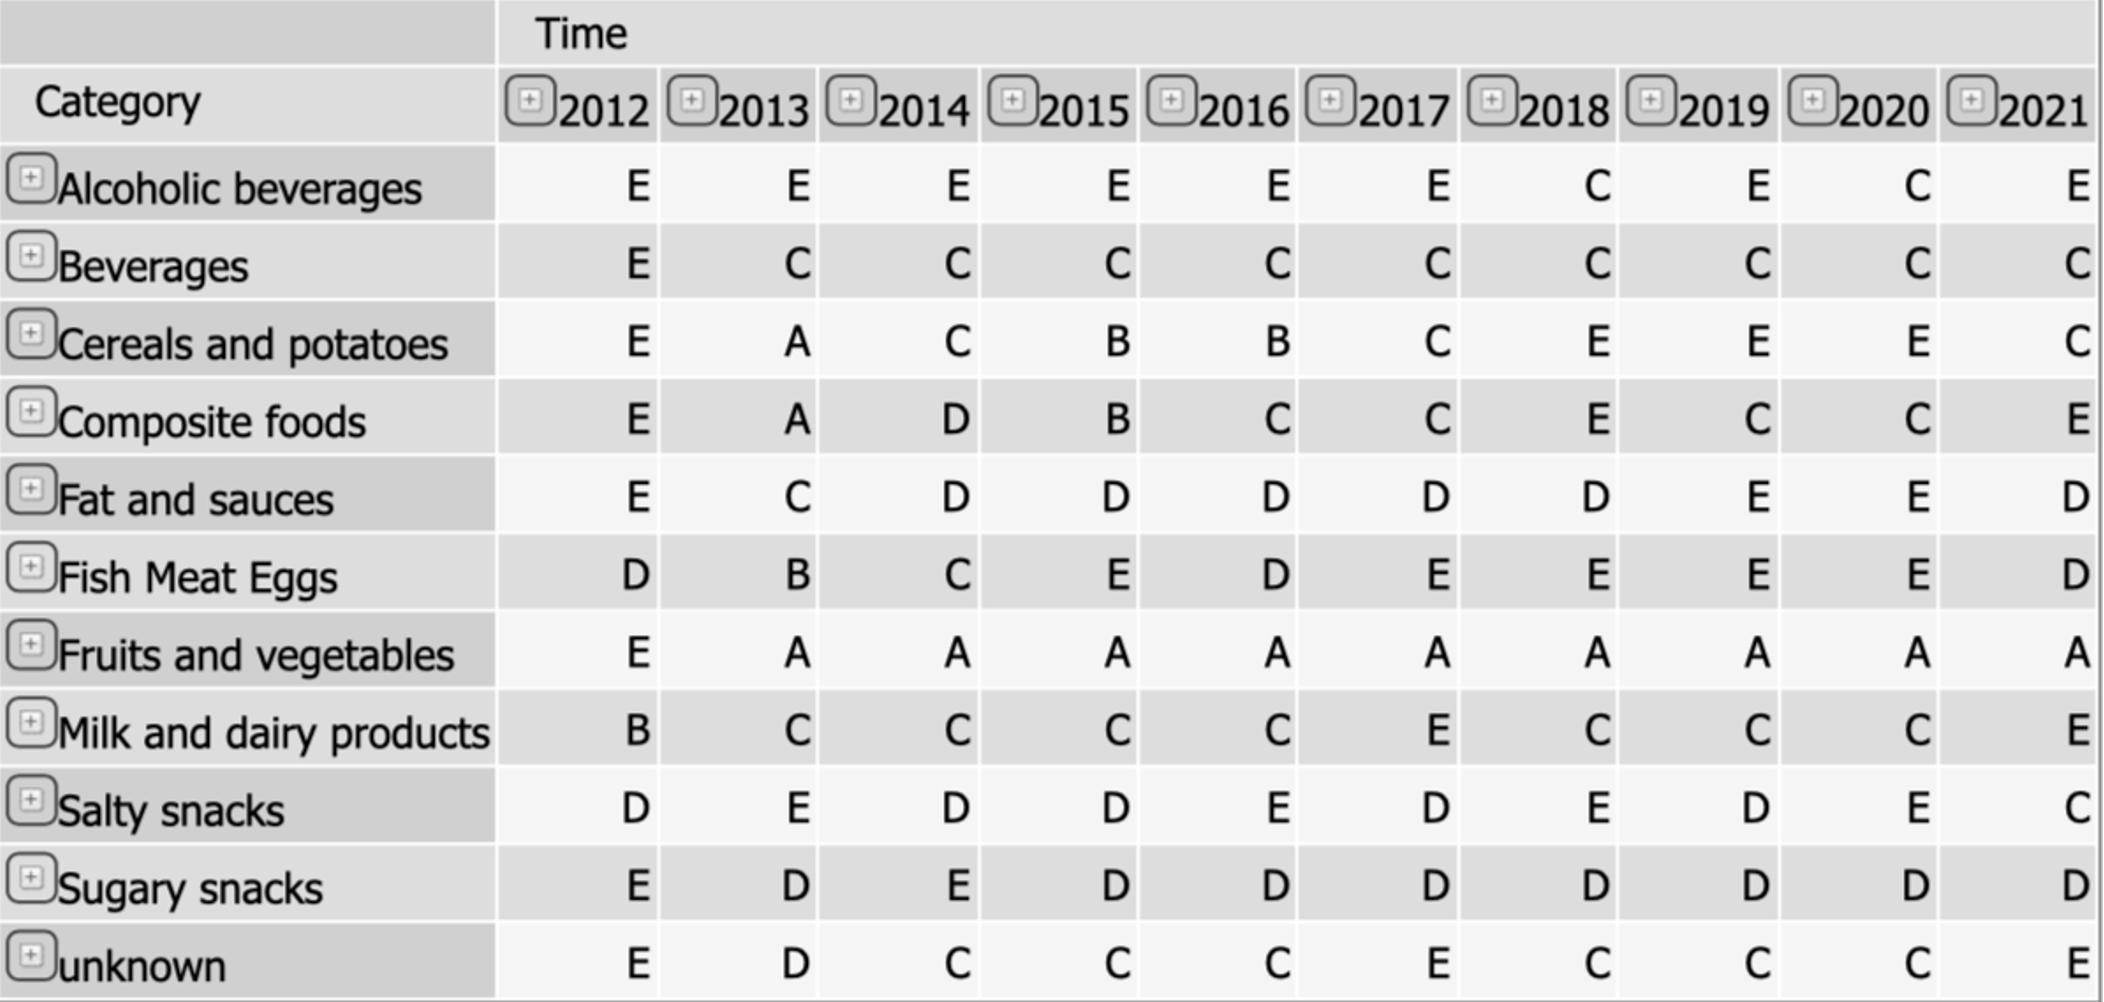 Time
Category 2012 2013 2014 2015 2016 2017 2018 2019 2020 2021
Alcoholic beverages E E E E E E C E C E
Beverages E C C C C C C C C C
Cereals and potatoes E A C B B C E E E C
Composite foods E A D B C C E C C E
Fat and sauces E C D D D D D E E D
Fish Meat Eggs D B C E D E E E E D
Fruits and vegetables E A A A A A A A A A
Milk and dairy products B C C C C E C C C E
Salty snacks D E D D E D E D E C
Sugary snacks E D E D D D D D D D
unknown E D C C C E C C C E